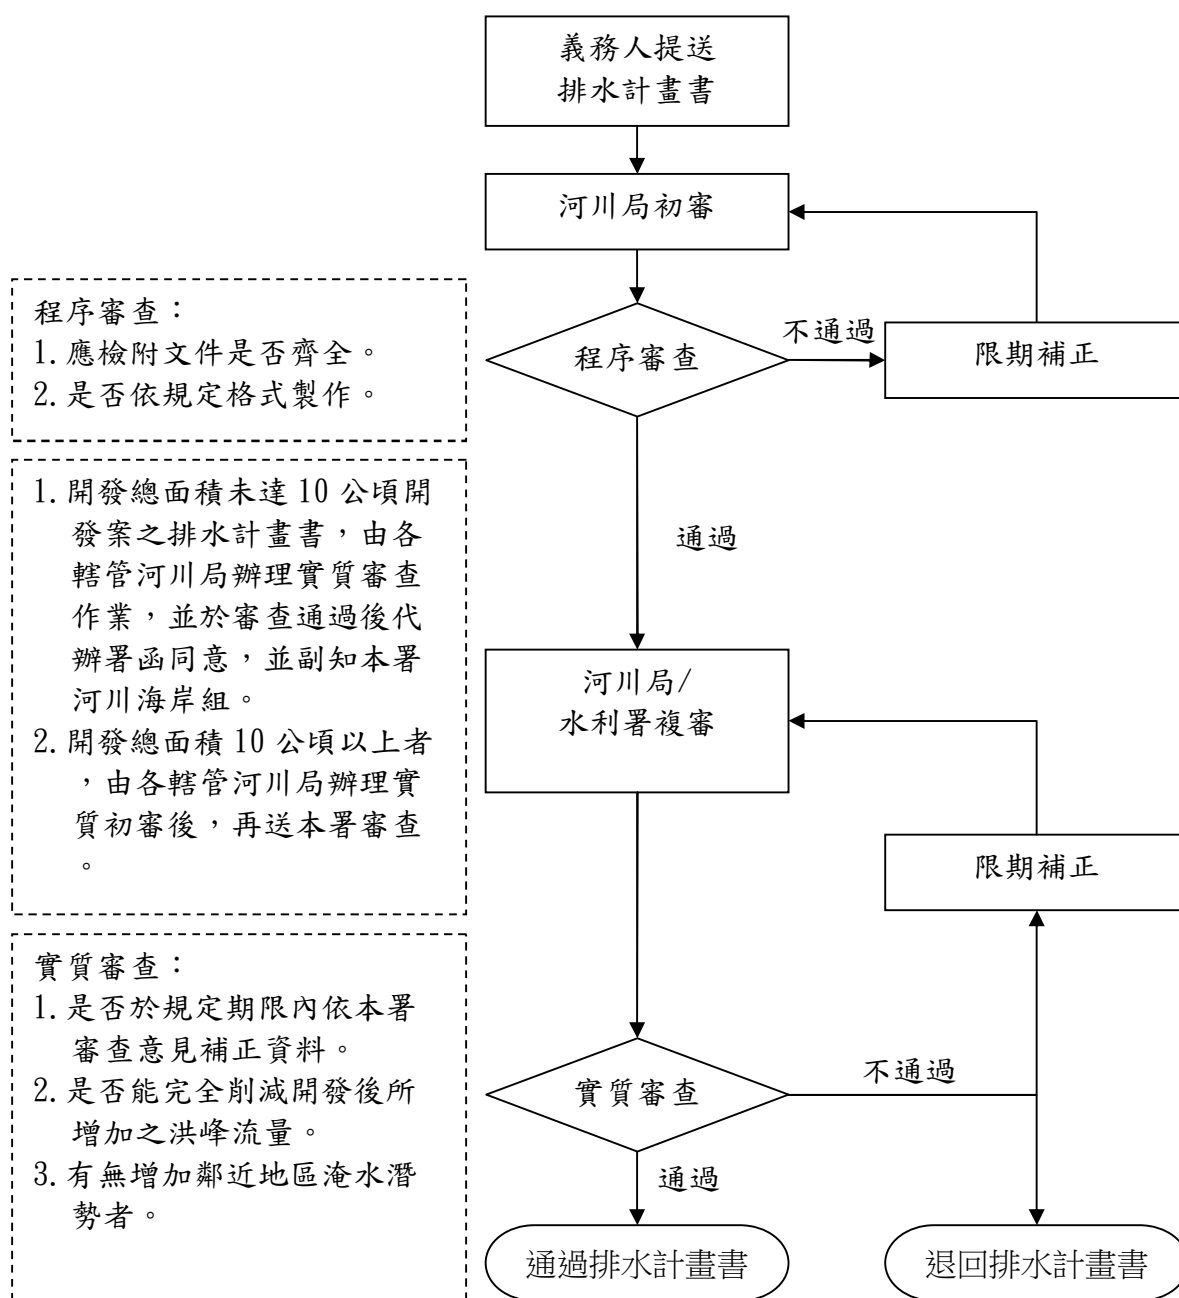 義務人提送
排水計畫書
河川局初審
程序審查：
1.應檢附文件是否齊全。
2.是否依規定格式製作。
程序審查
不通過
限期補正
通過
1.開發總面積未達10公頃開
發案之排水計畫書，由各
轄管河川局辦理實質審查
作業，並於審查通過後代
辦署函同意，並副知本署
河川海岸組。
2.開發總面積10公頃以上者
，由各轄管河川局辦理實
質初審後，再送本署審查
。
河川局/
水利署複審
限期補正
實質審查：
1.是否於規定期限內依本署
審查意見補正資料。
2.是否能完全削減開發後所
增加之洪峰流量。
3.有無增加鄰近地區淹水潛
勢者。
實質審查
不通過
通過
通過排水計畫書
退回排水計畫書